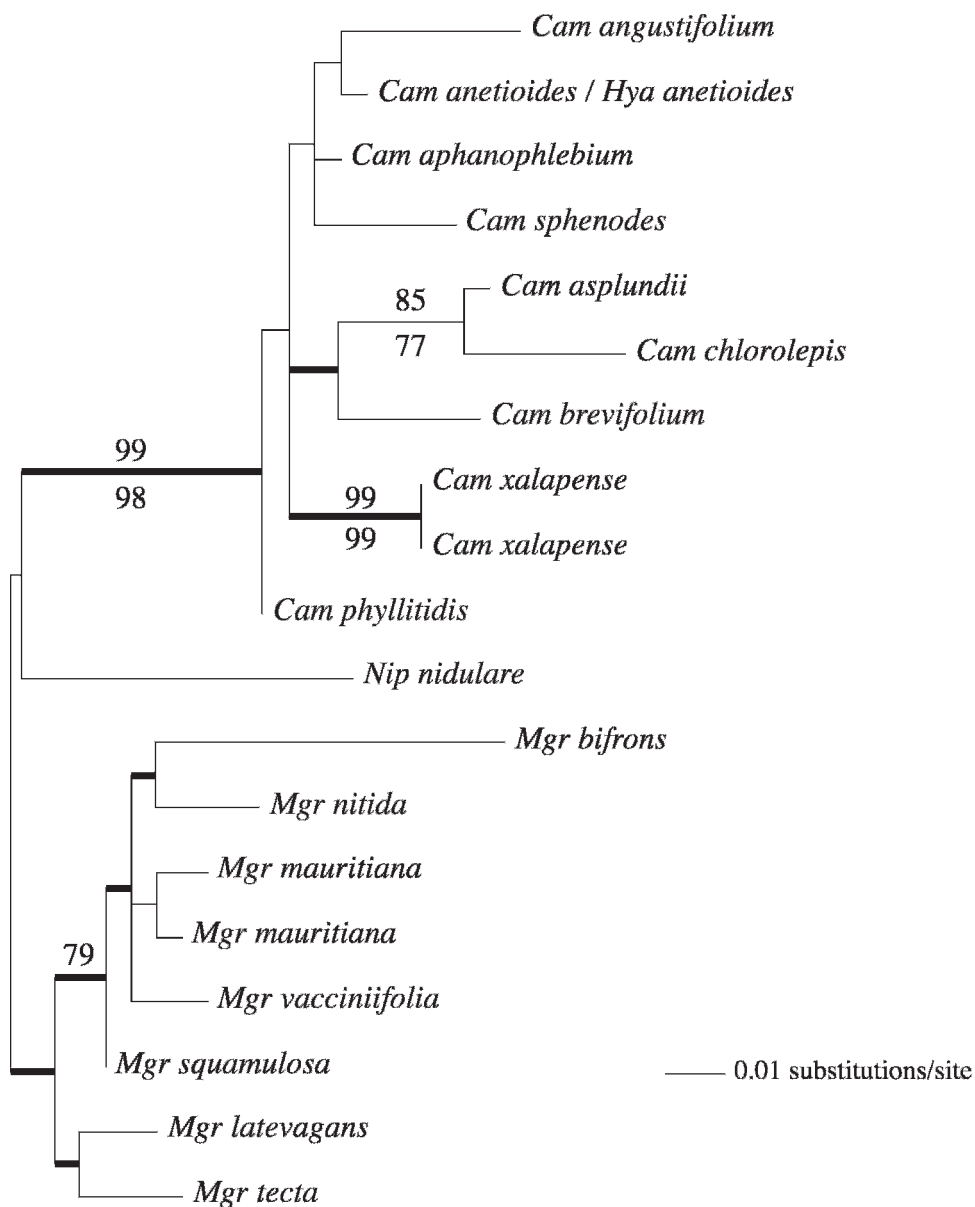 Cam angustifolium
Cam anetioides / Hya anetioides
Cam aphanophlebium
Cam sphenodes
Cam asplundii
85
77
Cam chlorolepis
Cam brevifolium
99
98
Cam xalapense
99
99
Cam xalapense
Cam phyllitidis
Nip nidulare
Mgr bifrons
Mgr nitida
Mgr mauritiana
Mgr mauritiana
79
Mgr vacciniifolia
Mgr squamulosa
0.01 substitutions/site
Mgr latevagans
Mgr tecta